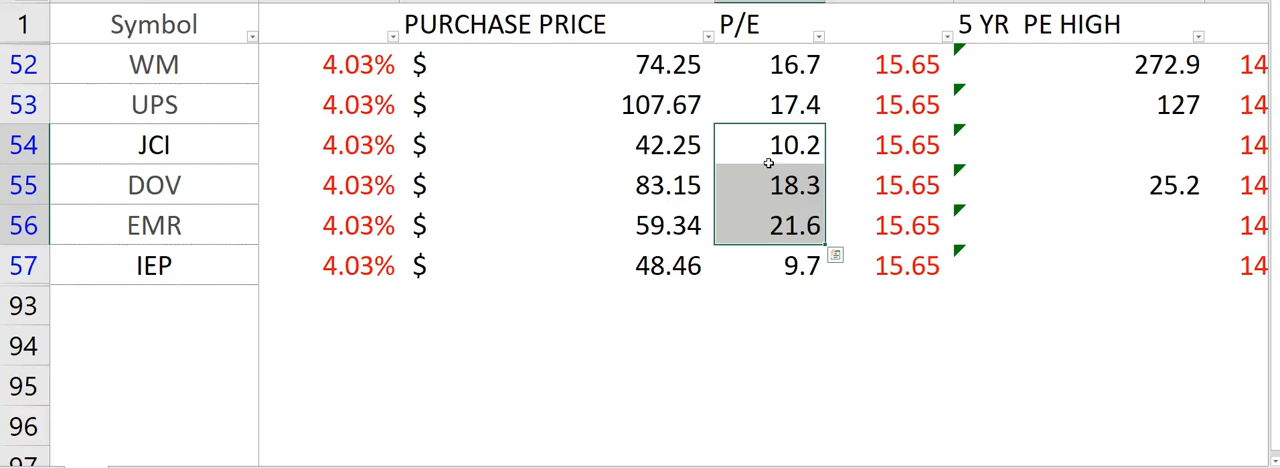 1 Symbol PURCHASE PRICE P/E 5 YR PE HIGH
52 WM 4.03% $ 74.25 16.7 15.65 272.9 14
53 UPS 4.03% $ 107.67 17.4 15.65 127 14
54 JCI 4.03% $ 42.25 10.2 15.65 14
55 DOV 4.03% $ 83.15 18.3 15.65 25.2 14
56 EMR 4.03% $ 59.34 21.6 15.65 14
57 IEP 4.03% $ 48.46 9.7 15.65 14
93
94
95
96
97